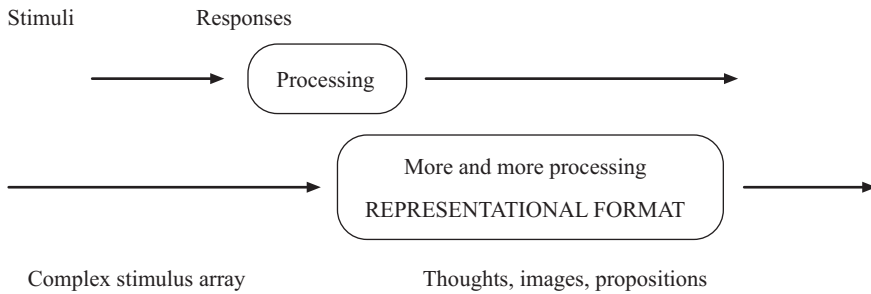 Stimuli Responses
Processing
More and more processing
REPRESENTATIONAL FORMAT
Complex stimulus array Thoughts, images, propositions